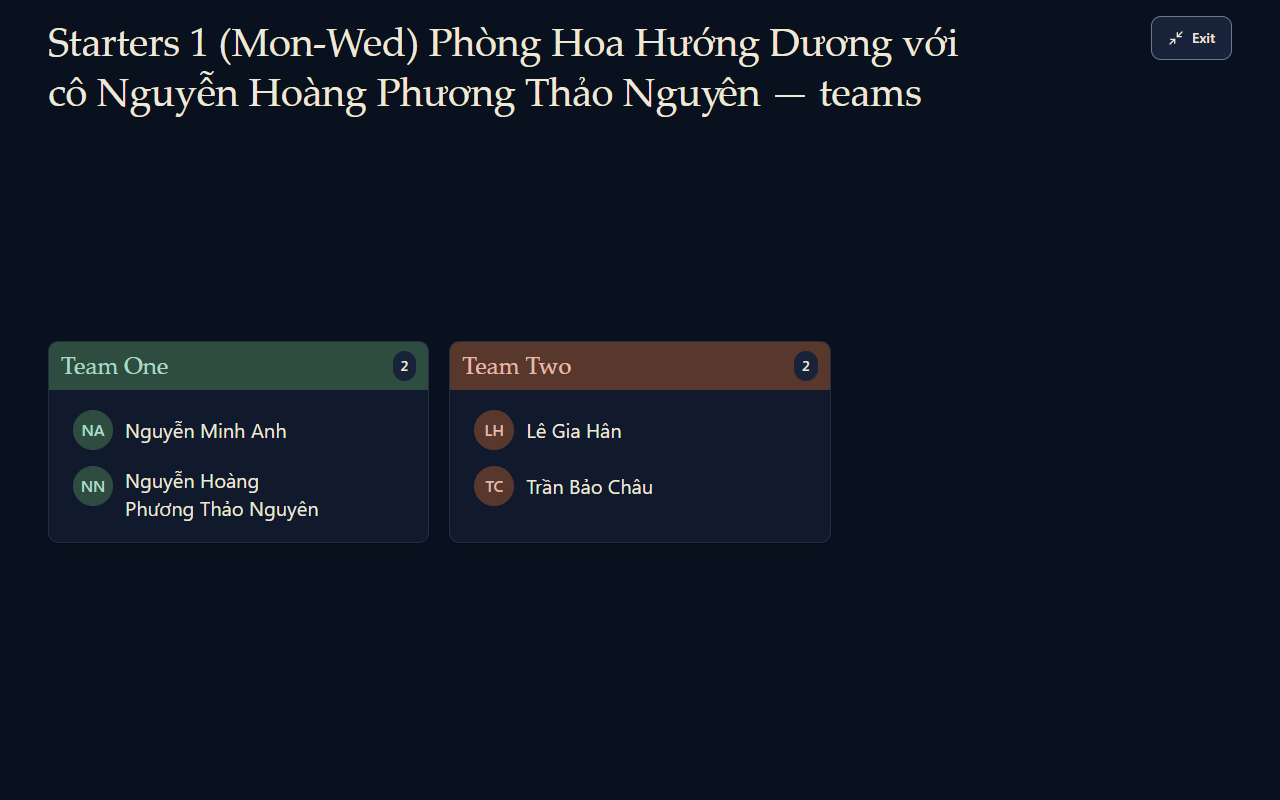 Starters 1 (Mon-Wed) Phòng Hoa Hướng Dương với
cô Nguyễn Hoàng Phương Thảo Nguyên — teams
Exit
Team One
2
NA
Nguyễn Minh Anh
NN
Nguyễn Hoàng
Phương Thảo Nguyên
Team Two
2
LH
Lê Gia Hân
TC
Trần Bảo Châu